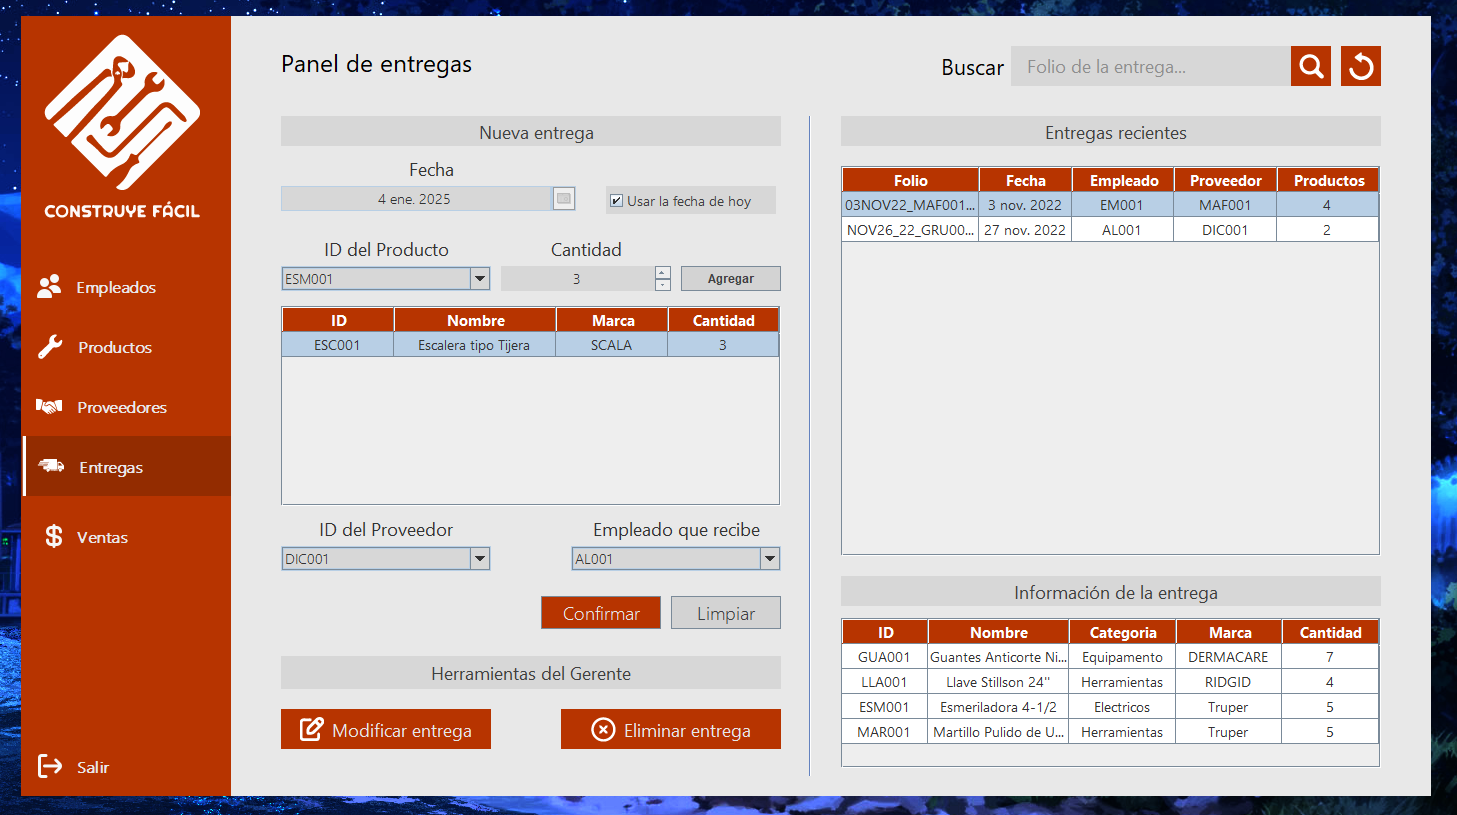 CONSTRUYE FÁCIL
Empleados
Productos
Proveedores
Entregas
Ventas
Salir
Panel de entregas
Buscar Folio de la entrega...
Nueva entrega
Fecha
4 ene. 2025
Usar la fecha de hoy
ID del Producto Cantidad
ESM001 3 Agregar
ID Nombre Marca Cantidad
ESC001 Escalera tipo Tijera SCALA 3
ID del Proveedor Empleado que recibe
DIC001 AL001
Confirmar Limpiar
Herramientas del Gerente
Modificar entrega Eliminar entrega
Entregas recientes
Folio Fecha Empleado Proveedor Productos
03NOV22_MAF001... 3 nov. 2022 EM001 MAF001 4
NOV26_22_GRU00... 27 nov. 2022 AL001 DIC001 2
Información de la entrega
ID Nombre Categoria Marca Cantidad
GUA001 Guantes Anticorte Ni... Equipamento DERMACARE 7
LLA001 Llave Stillson 24'' Herramientas RIDGID 4
ESM001 Esmeriladora 4-1/2 Electricos Truper 5
MAR001 Martillo Pulido de U... Herramientas Truper 5